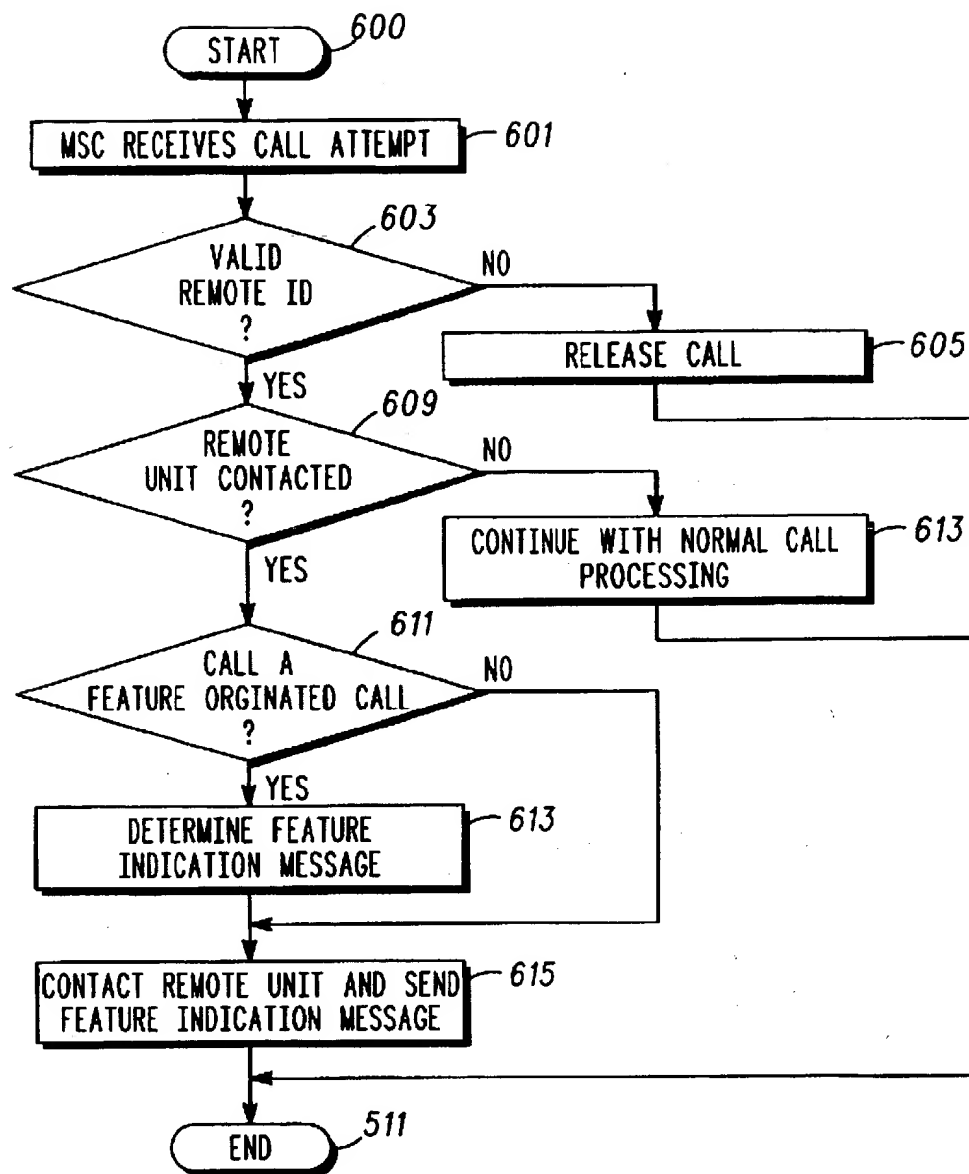 START
600
MSC RECEIVES CALL ATTEMPT
601
603
VALID
REMOTE ID
?
NO
YES
RELEASE CALL
605
609
REMOTE
UNIT CONTACTED
?
NO
YES
CONTINUE WITH NORMAL CALL
PROCESSING
613
611
CALL A
FEATURE ORGINATED CALL
?
NO
YES
DETERMINE FEATURE
INDICATION MESSAGE
613
CONTACT REMOTE UNIT AND SEND
FEATURE INDICATION MESSAGE
615
END
511